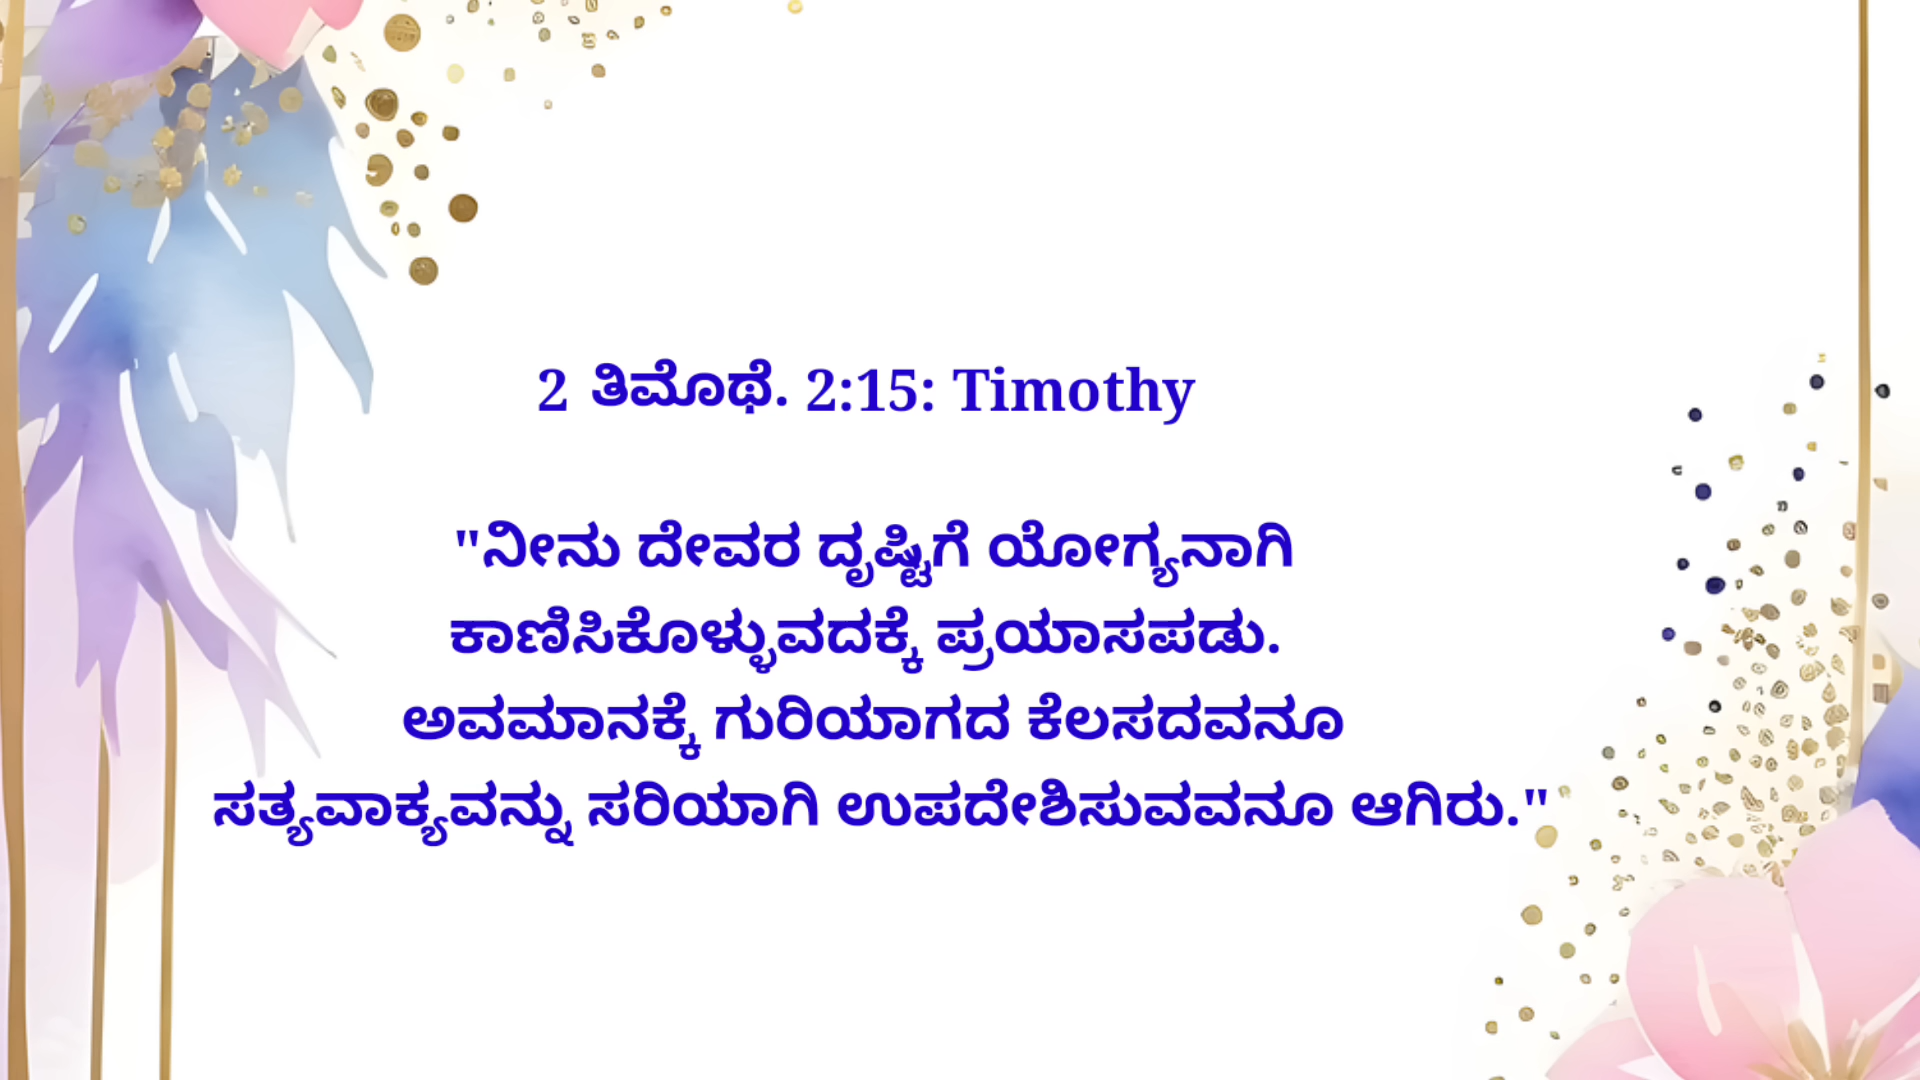 2 ತಿಮೊಥೆ. 2:15: Timothy
"ನೀನು ದೇವರ ದೃಷ್ಟಿಗೆ ಯೋಗ್ಯನಾಗಿ
ಕಾಣಿಸಿಕೊಳ್ಳುವದಕ್ಕೆ ಪ್ರಯಾಸಪಡು.
ಅವಮಾನಕ್ಕೆ ಗುರಿಯಾಗದ ಕೆಲಸದವನೂ
ಸತ್ಯವಾಕ್ಯವನ್ನು ಸರಿಯಾಗಿ ಉಪದೇಶಿಸುವವನೂ ಆಗಿರು."